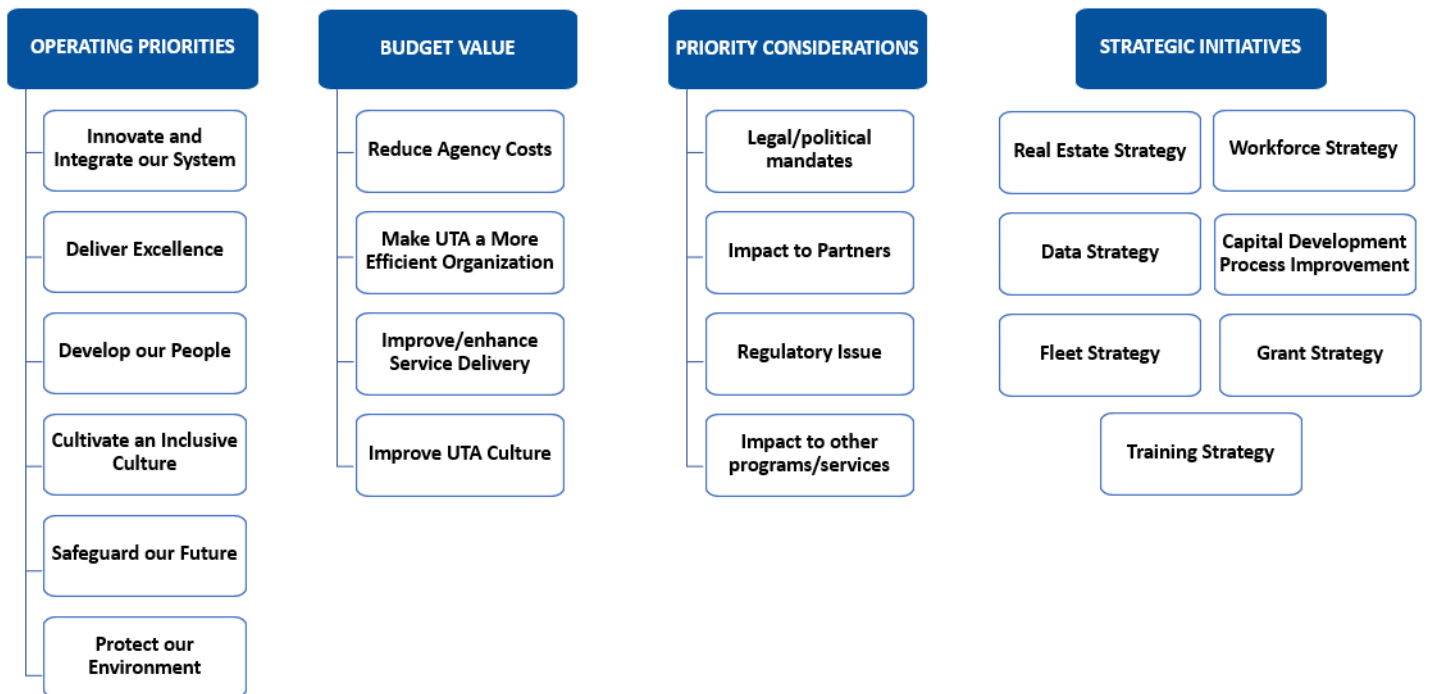 OPERATING PRIORITIES
Innovate and
Integrate our System
Deliver Excellence
Develop our People
Cultivate an Inclusive
Culture
Safeguard our Future
Protect our
Environment
BUDGET VALUE
Reduce Agency Costs
Make UTA a More
Efficient Organization
Improve/enhance
Service Delivery
Improve UTA Culture
PRIORITY CONSIDERATIONS
Legal/political
mandates
Impact to Partners
Regulatory Issue
Impact to other
programs/services
STRATEGIC INITIATIVES
Real Estate Strategy
Workforce Strategy
Data Strategy
Capital Development
Process Improvement
Fleet Strategy
Grant Strategy
Training Strategy